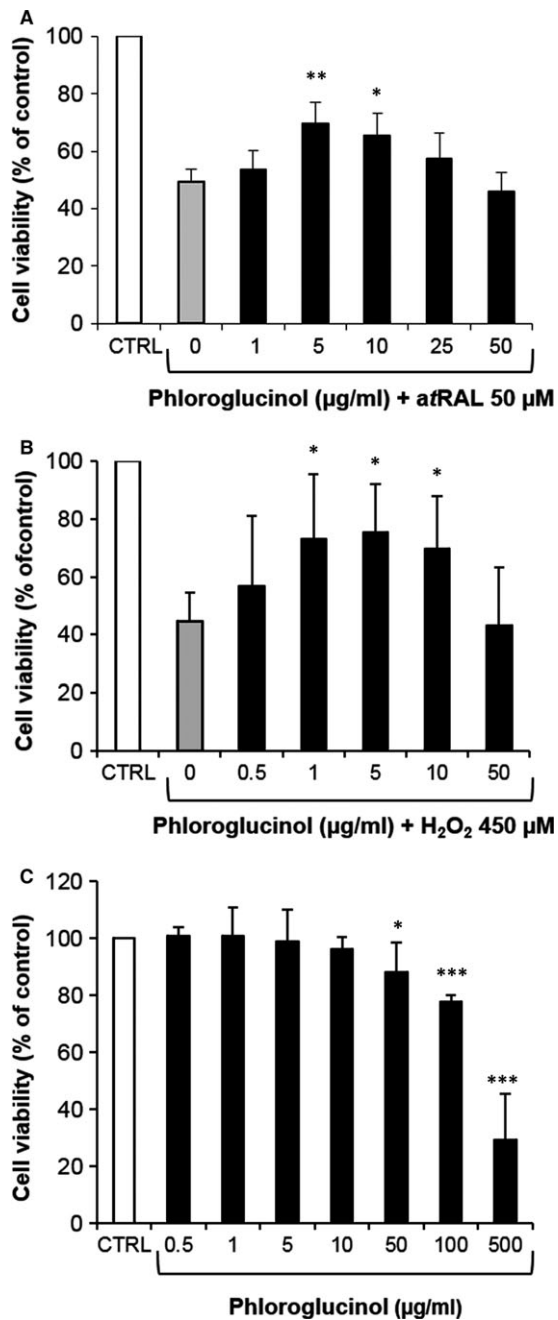 A
Cell viability (% of control)
100
80
60
40
20
0
** *
CTRL 0 1 5 10 25 50
Phloroglucinol (µg/ml) + atRAL 50 µM
B
Cell viability (% ofcontrol)
100
80
60
40
20
0
* * *
CTRL 0 0.5 1 5 10 50
Phloroglucinol (µg/ml) + H₂O₂ 450 µM
C
Cell viability (% of control)
120
100
80
60
40
20
0
* *** ***
CTRL 0.5 1 5 10 50 100 500
Phloroglucinol (µg/ml)